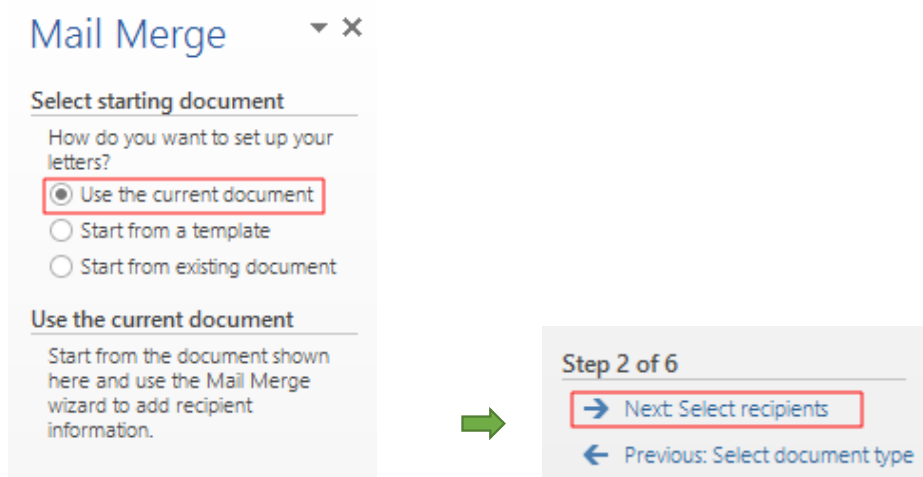 Mail Merge
Select starting document
How do you want to set up your
letters?
Use the current document
Start from a template
Start from existing document
Use the current document
Start from the document shown
here and use the Mail Merge
wizard to add recipient
information.
Step 2 of 6
Next: Select recipients
Previous: Select document type